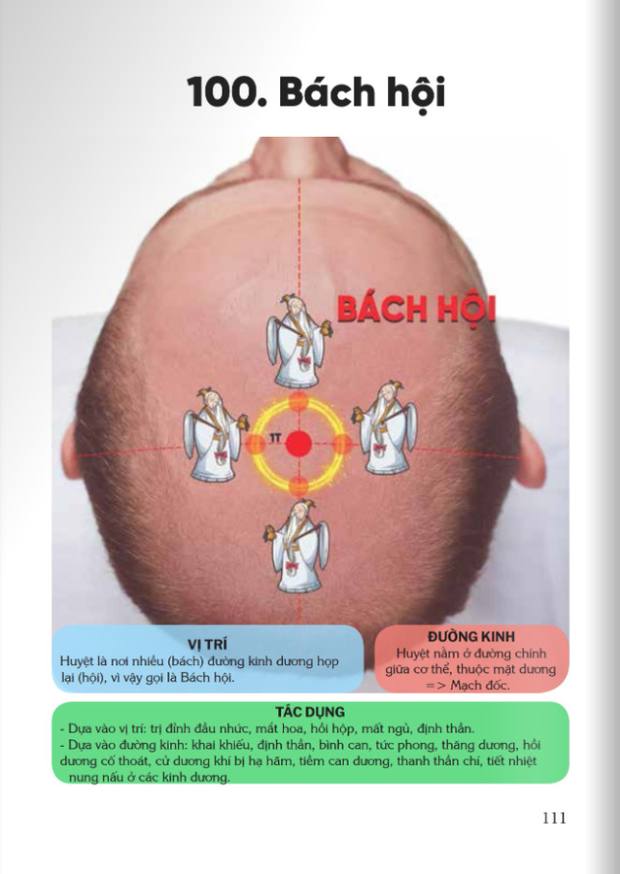 100. Bách hội
BÁCH HỘI
1T
VỊ TRÍ
Huyệt là nơi nhiều (bách) đường kinh dương họp
lại (hội), vì vậy gọi là Bách hội.
ĐƯỜNG KINH
Huyệt nằm ở đường chính
giữa cơ thể, thuộc mặt dương
=> Mạch đốc.
TÁC DỤNG
- Dựa vào vị trí: trị đỉnh đầu nhức, mắt hoa, hồi hộp, mất ngủ, định thần.
- Dựa vào đường kinh: khai khiếu, định thần, bình can, tức phong, thăng dương, hồi
dương cố thoát, cử dương khí bị hạ hãm, tiềm can dương, thanh thần chí, tiết nhiệt
nung nấu ở các kinh dương.
111